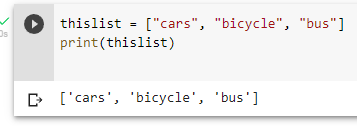 thislist = ["cars", "bicycle", "bus"]
print(thislist)
['cars', 'bicycle', 'bus']